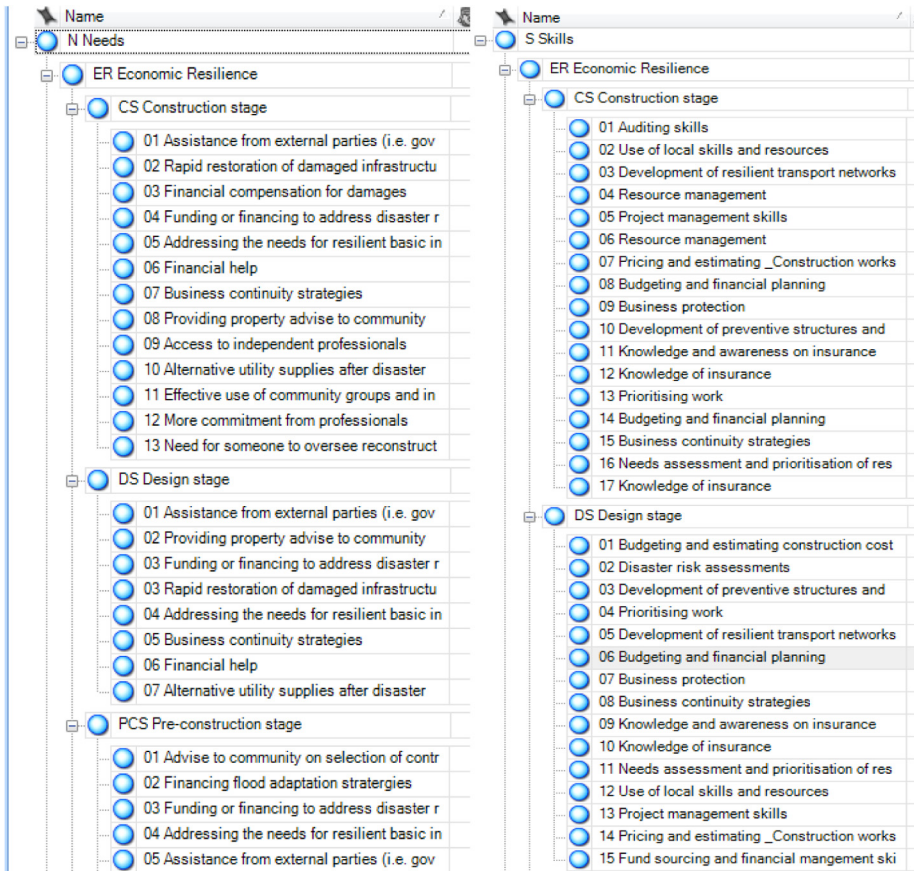 Name
N Needs
ER Economic Resilience
CS Construction stage
01 Assistance from external parties (i.e. gov
02 Rapid restoration of damaged infrastructu
03 Financial compensation for damages
04 Funding or financing to address disaster r
05 Addressing the needs for resilient basic in
06 Financial help
07 Business continuity strategies
08 Providing property advise to community
09 Access to independent professionals
10 Alternative utility supplies after disaster
11 Effective use of community groups and in
12 More commitment from professionals
13 Need for someone to oversee reconstruct
DS Design stage
01 Assistance from external parties (i.e. gov
02 Providing property advise to community
03 Funding or financing to address disaster r
03 Rapid restoration of damaged infrastructu
04 Addressing the needs for resilient basic in
05 Business continuity strategies
06 Financial help
07 Alternative utility supplies after disaster
PCS Pre-construction stage
01 Advise to community on selection of contr
02 Financing flood adaptation stratergies
03 Funding or financing to address disaster r
04 Addressing the needs for resilient basic in
05 Assistance from external parties (i.e. gov
Name
S Skills
ER Economic Resilience
CS Construction stage
01 Auditing skills
02 Use of local skills and resources
03 Development of resilient transport networks
04 Resource management
05 Project management skills
06 Resource management
07 Pricing and estimating _Construction works
08 Budgeting and financial planning
09 Business protection
10 Development of preventive structures and
11 Knowledge and awareness on insurance
12 Knowledge of insurance
13 Prioritising work
14 Budgeting and financial planning
15 Business continuity strategies
16 Needs assessment and prioritisation of res
17 Knowledge of insurance
DS Design stage
01 Budgeting and estimating construction cost
02 Disaster risk assessments
03 Development of preventive structures and
04 Prioritising work
05 Development of resilient transport networks
06 Budgeting and financial planning
07 Business protection
08 Business continuity strategies
09 Knowledge and awareness on insurance
10 Knowledge of insurance
11 Needs assessment and prioritisation of res
12 Use of local skills and resources
13 Project management skills
14 Pricing and estimating _Construction works
15 Fund sourcing and financial mangement ski